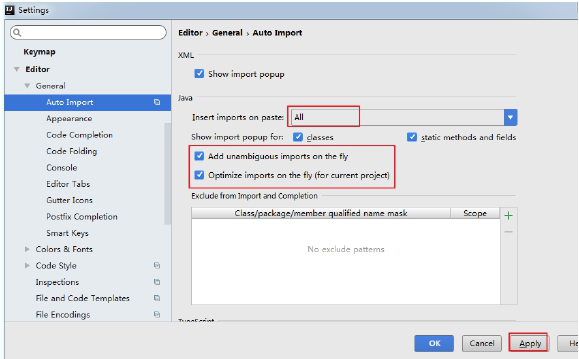 Settings
Keymap
Editor
General
Auto Import
Appearance
Code Completion
Code Folding
Console
Editor Tabs
Gutter Icons
Postfix Completion
Smart Keys
Colors & Fonts
Code Style
Inspections
File and Code Templates
File Encodings
Editor › General › Auto Import
XML
Show import popup
Java
Insert imports on paste: All
Show import popup for: classes static methods and fields
Add unambiguous imports on the fly
Optimize imports on the fly (for current project)
Exclude from Import and Completion
Class/package/member qualified name mask Scope
No exclude patterns
TypeScript
OK Cancel Apply He